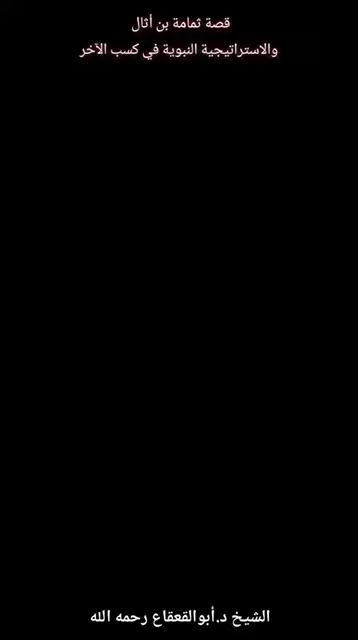 قصة ثمامة بن أثال
والاستراتيجية النبوية في كسب الآخر
الشيخ د.أبوالقعقاع رحمه الله